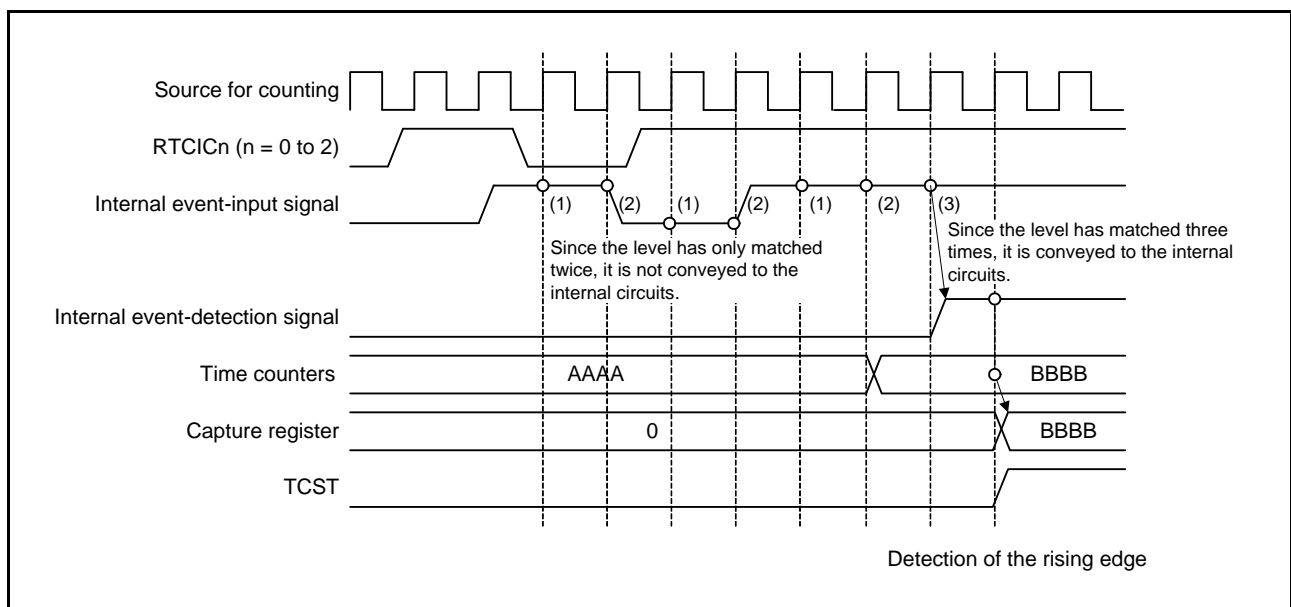 Source for counting
RTCICn (n = 0 to 2)
Internal event-input signal
(1)
(2)
(1)
(2)
(1)
(2)
(3)
Since the level has only matched
twice, it is not conveyed to the
internal circuits.
Since the level has matched three
times, it is conveyed to the internal
circuits.
Internal event-detection signal
Time counters
AAAA
BBBB
Capture register
0
BBBB
TCST
Detection of the rising edge